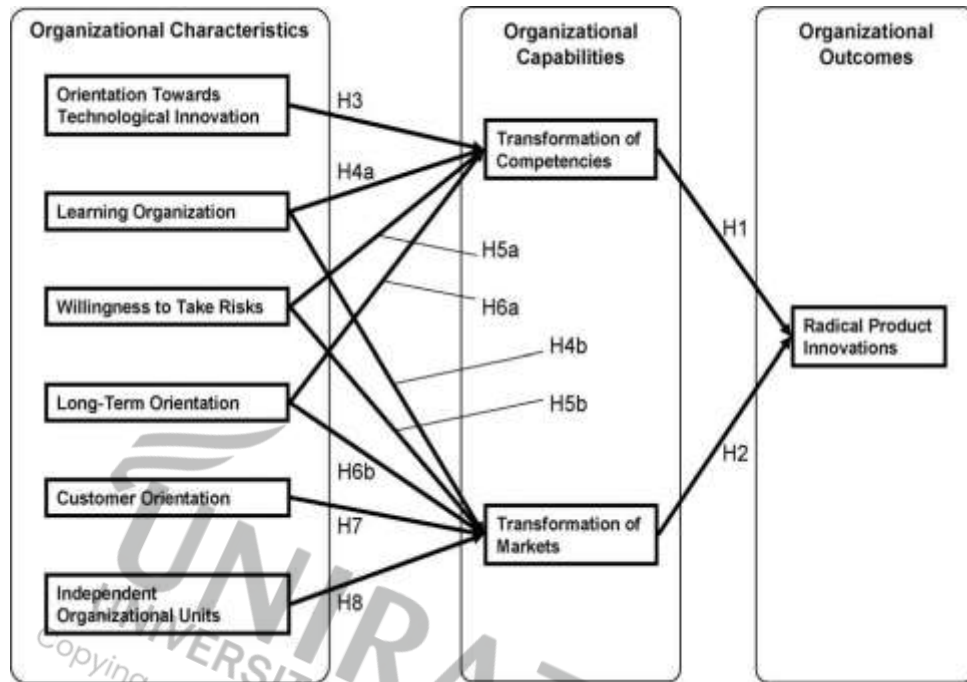 Organizational Characteristics
Orientation Towards
Technological Innovation
Learning Organization
Willingness to Take Risks
Long-Term Orientation
Customer Orientation
Independent
Organizational Units
H3
H4a
H5a
H6a
H4b
H5b
H6b
H7
H8
Organizational
Capabilities
Transformation of
Competencies
Transformation of
Markets
H1
H2
Organizational
Outcomes
Radical Product
Innovations
Copying